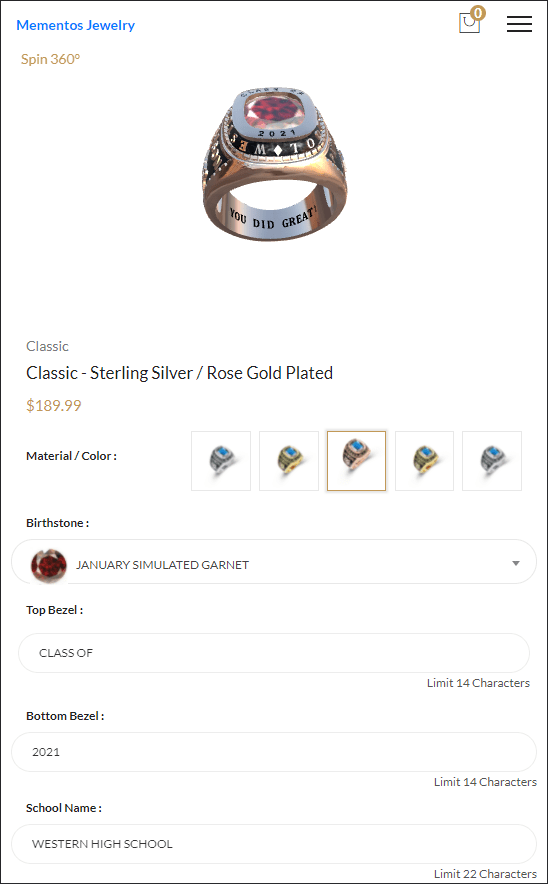 Mementos Jewelry
0
Spin 360°
CLASS OF
2021
YOU DID GREAT!
Classic
Classic - Sterling Silver / Rose Gold Plated
$189.99
Material / Color :
Birthstone :
JANUARY SIMULATED GARNET
Top Bezel :
CLASS OF
Limit 14 Characters
Bottom Bezel :
2021
Limit 14 Characters
School Name :
WESTERN HIGH SCHOOL
Limit 22 Characters